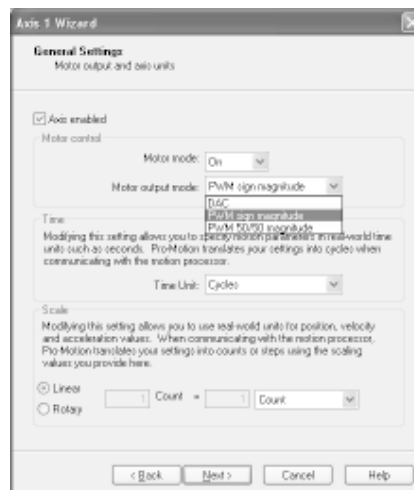 Axis 1 Wizard
General Settings
Motor output and axis units
Axis enabled
Motor control
Motor mode: On
Motor output mode: PWM sign magnitude
DAC
PWM sign magnitude
PWM 50/50 magnitude
Time
Modifying this setting allows you to specify motion parameters in real-world time
units such as seconds. Pro-Motion translates your settings into cycles when
communicating with the motion processor.
Time Unit: Cycles
Scale
Modifying this setting allows you to use real-world units for position, velocity
and acceleration values. When communicating with the motion processor,
Pro-Motion translates your settings into counts or steps using the scaling
values you provide here.
Linear
Rotary
1 Count = 1 Count
< Back Next > Cancel Help